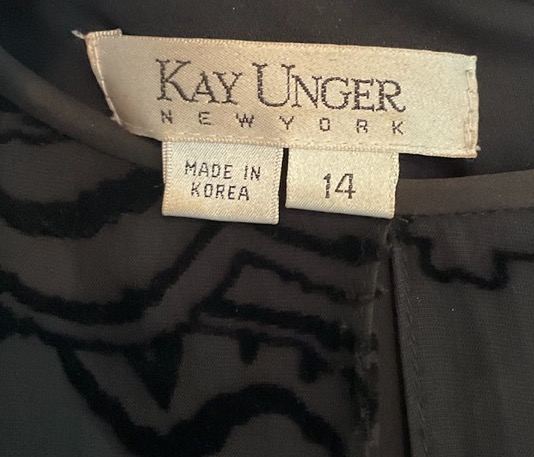 KAY UNGER
NEW YORK
MADE IN
KOREA
14